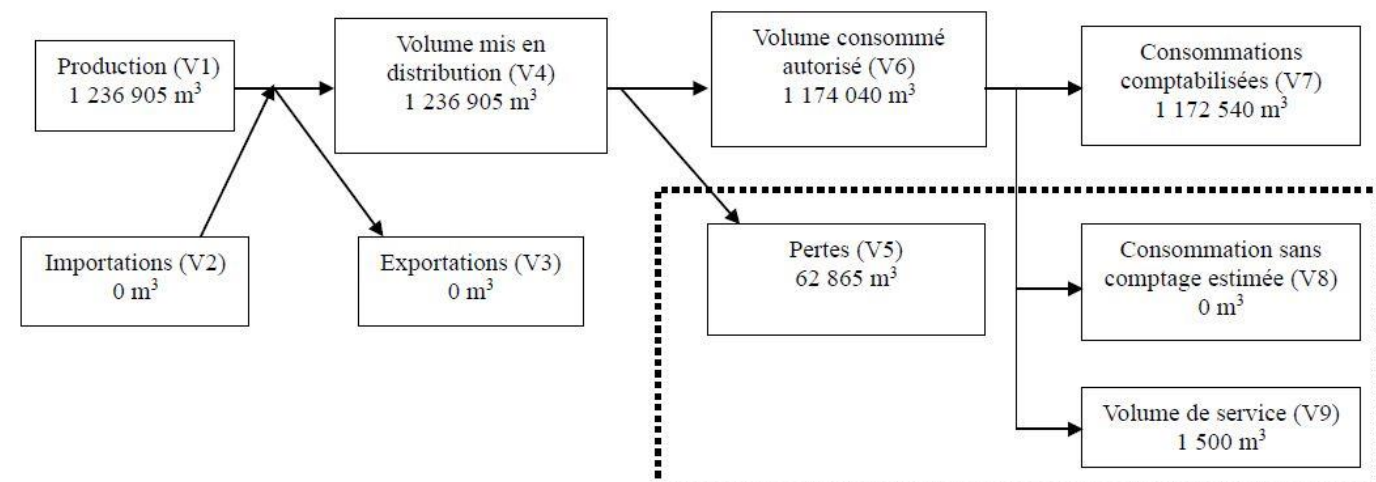 Production (V1)
1 236 905 m³
Volume mis en
distribution (V4)
1 236 905 m³
Volume consommé
autorisé (V6)
1 174 040 m³
Consommations
comptabilisées (V7)
1 172 540 m³
Importations (V2)
0 m³
Exportations (V3)
0 m³
Pertes (V5)
62 865 m³
Consommation sans
comptage estimée (V8)
0 m³
Volume de service (V9)
1 500 m³